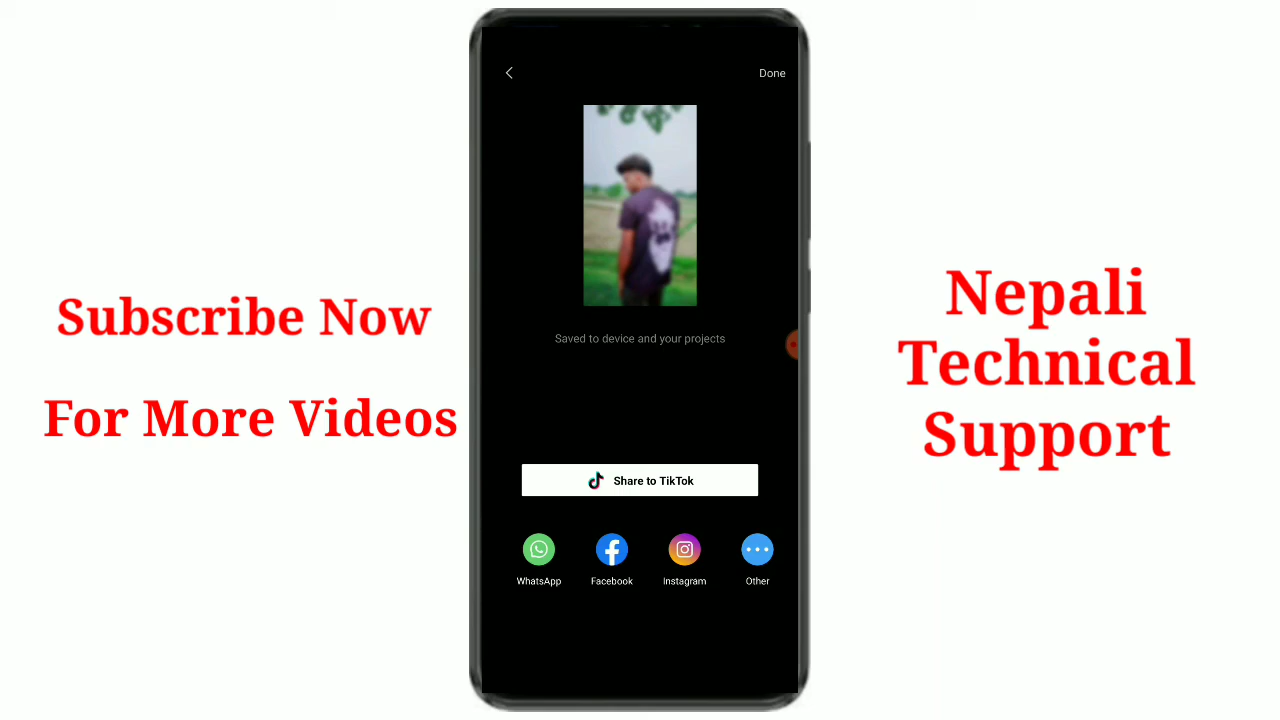 Done
Saved to device and your projects
Share to TikTok
WhatsApp
Facebook
Instagram
Other
Subscribe Now
For More Videos
Nepali
Technical
Support